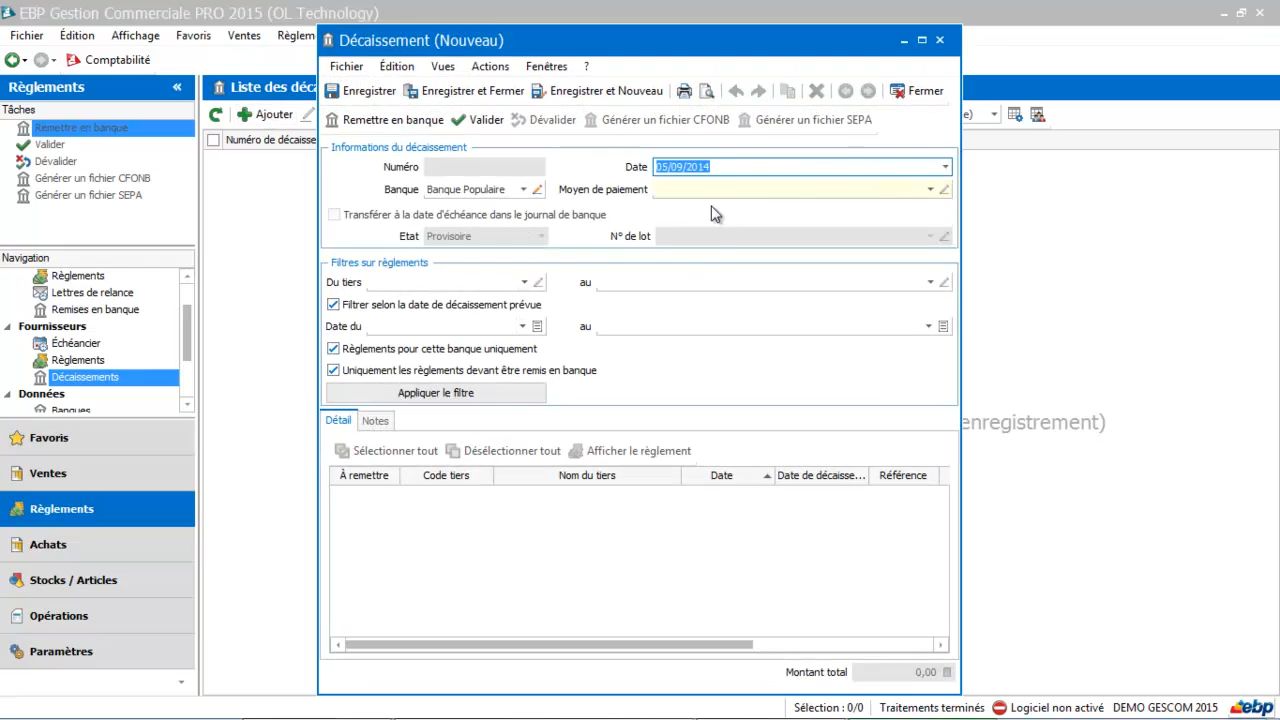 EBP Gestion Commerciale PRO 2015 (OL Technology)
Fichier Édition Affichage Favoris Ventes Règlem
Comptabilité
Règlements «
Tâches
Remettre en banque
Valider
Dévalider
Générer un fichier CFONB
Générer un fichier SEPA
Navigation
Règlements
Lettres de relance
Remises en banque
Fournisseurs
Échéancier
Règlements
Décaissements
Données
Banques
Favoris
Ventes
Règlements
Achats
Stocks / Articles
Opérations
Paramètres
Liste des déca
Ajouter
e)
Numéro de décaisse
Décaissement (Nouveau)
Fichier Édition Vues Actions Fenêtres ?
Enregistrer Enregistrer et Fermer Enregistrer et Nouveau Fermer
Remettre en banque Valider Dévalider Générer un fichier CFONB Générer un fichier SEPA
Informations du décaissement
Numéro Date 05/09/2014
Banque Banque Populaire Moyen de paiement
Transférer à la date d'échéance dans le journal de banque
Etat Provisoire N° de lot
Filtres sur règlements
Du tiers au
Filtrer selon la date de décaissement prévue
Date du au
Règlements pour cette banque uniquement
Uniquement les règlements devant être remis en banque
Appliquer le filtre
Détail Notes
Sélectionner tout Désélectionner tout Afficher le règlement
À remettre Code tiers Nom du tiers Date Date de décaisse... Référence
Montant total 0,00
enregistrement)
Sélection : 0/0 Traitements terminés Logiciel non activé DEMO GESCOM 2015 ebp